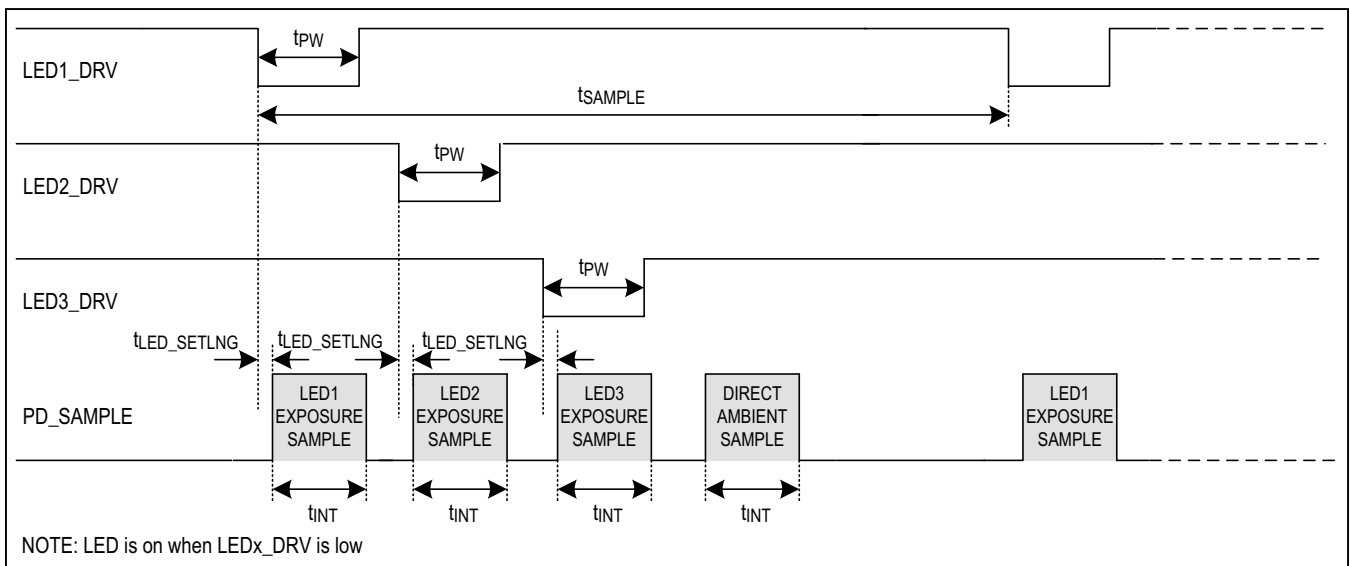 tPW
LED1_DRV
tSAMPLE
tPW
LED2_DRV
tPW
LED3_DRV
tLED_SETLNG tLED_SETLNG tLED_SETLNG
PD_SAMPLE
LED1
EXPOSURE
SAMPLE
LED2
EXPOSURE
SAMPLE
LED3
EXPOSURE
SAMPLE
DIRECT
AMBIENT
SAMPLE
LED1
EXPOSURE
SAMPLE
tINT tINT tINT tINT
NOTE: LED is on when LEDx_DRV is low